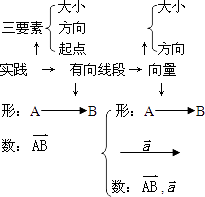 大小 大小
三要素 方向
起点 方向
实践 → 有向线段 → 向量
形：A B 形：A B
数：AB a
数：AB,a